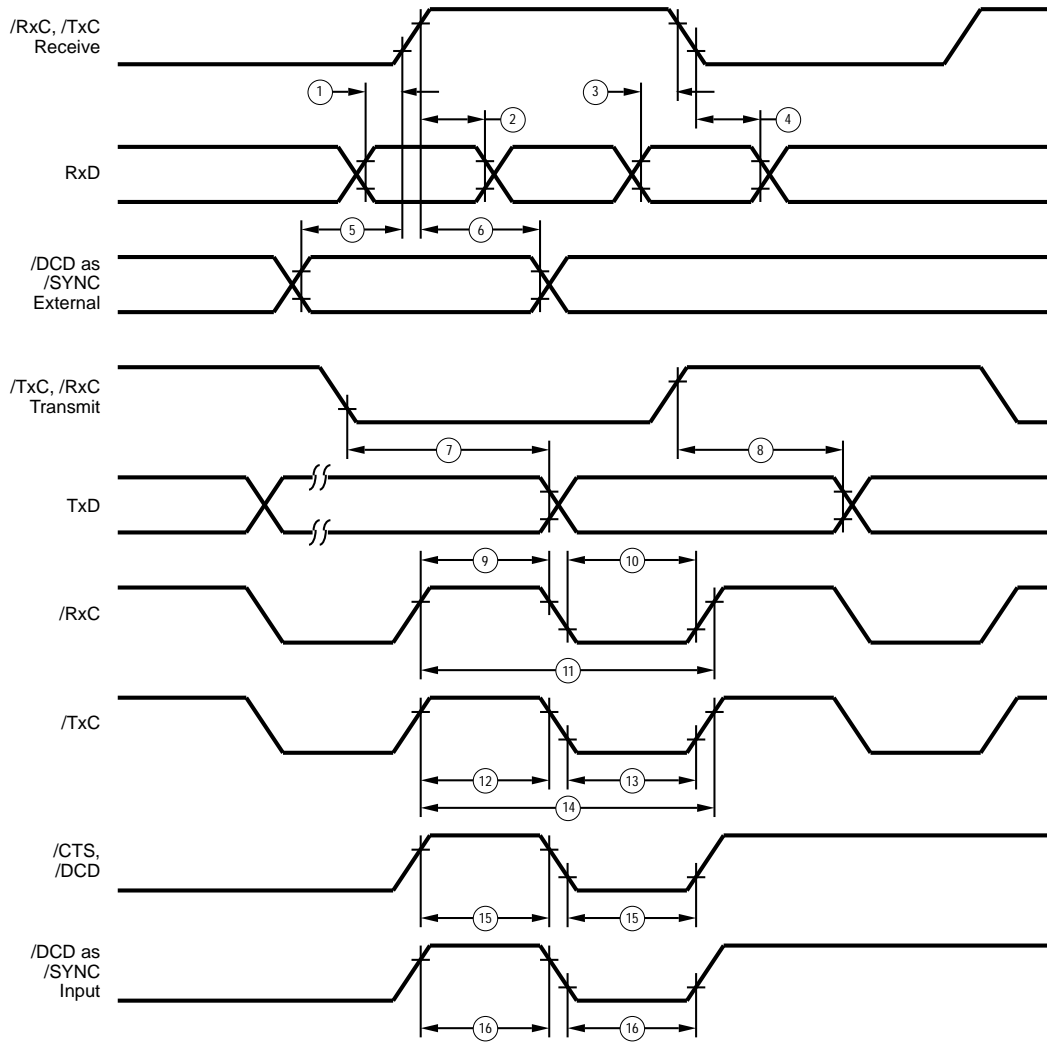 /RxC, /TxC
Receive
1
2
3
4
RxD
5
6
/DCD as
/SYNC
External
/TxC, /RxC
Transmit
7
8
TxD
9
10
/RxC
11
/TxC
12
13
14
/CTS,
/DCD
15
15
/DCD as
/SYNC
Input
16
16